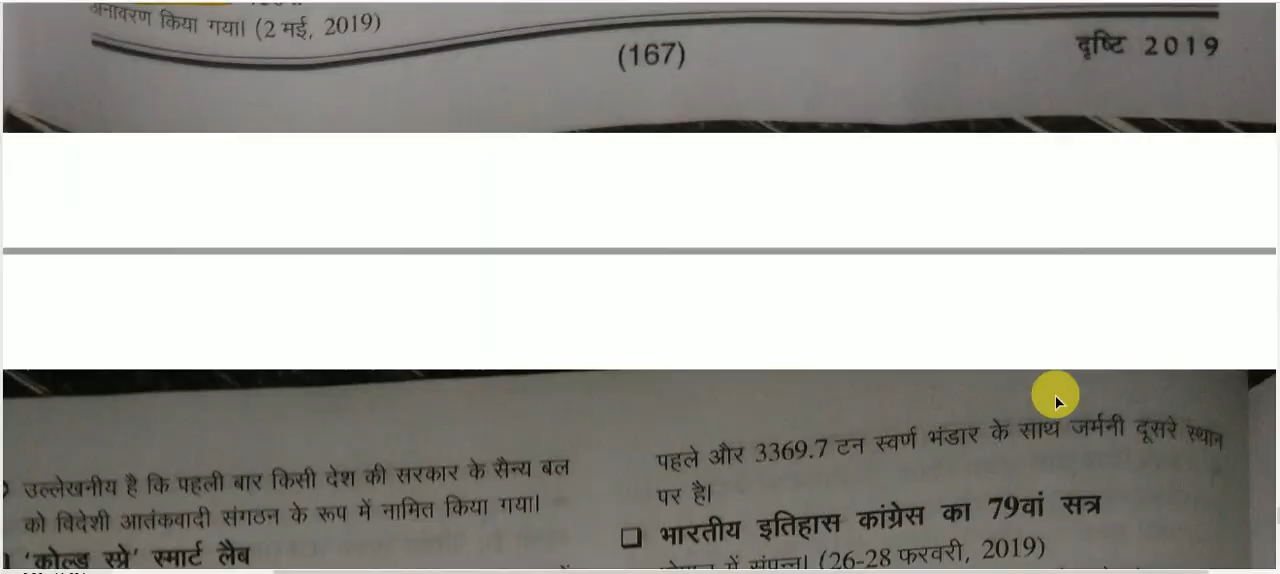 अनावरण किया गया। (2 मई, 2019)
(167)
दृष्टि 2019
उल्लेखनीय है कि पहली बार किसी देश की सरकार के सैन्य बल
को विदेशी आतंकवादी संगठन के रूप में नामित किया गया।
'कोल्ड स्प्रे' स्मार्ट लैब
पहले और 3369.7 टन स्वर्ण भंडार के साथ जर्मनी दूसरे स्थान
पर है।
भारतीय इतिहास कांग्रेस का 79वां सत्र
में संपन्न। (26-28 फरवरी, 2019)